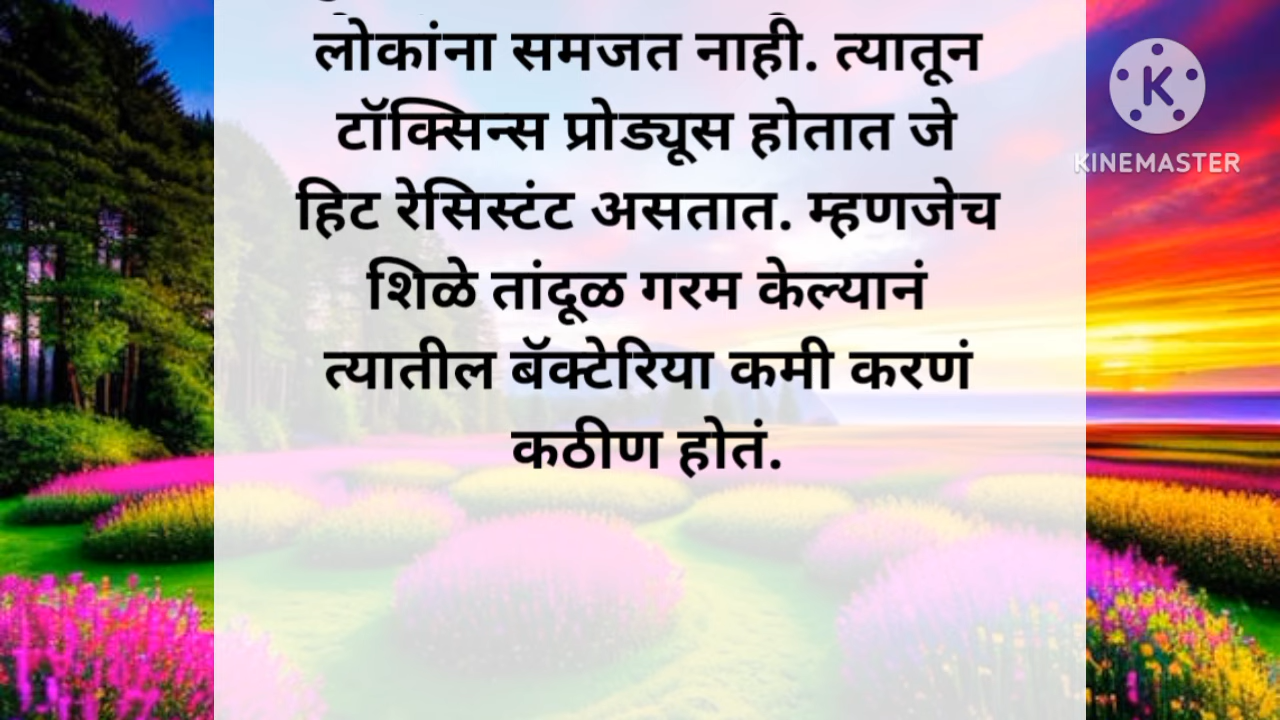 लोकांना समजत नाही. त्यातून
टॉक्सिन्स प्रोड्यूस होतात जे
हिट रेसिस्टंट असतात. म्हणजेच
शिळे तांदूळ गरम केल्यानं
त्यातील बॅक्टेरिया कमी करणं
कठीण होतं.
K
KINEMASTER